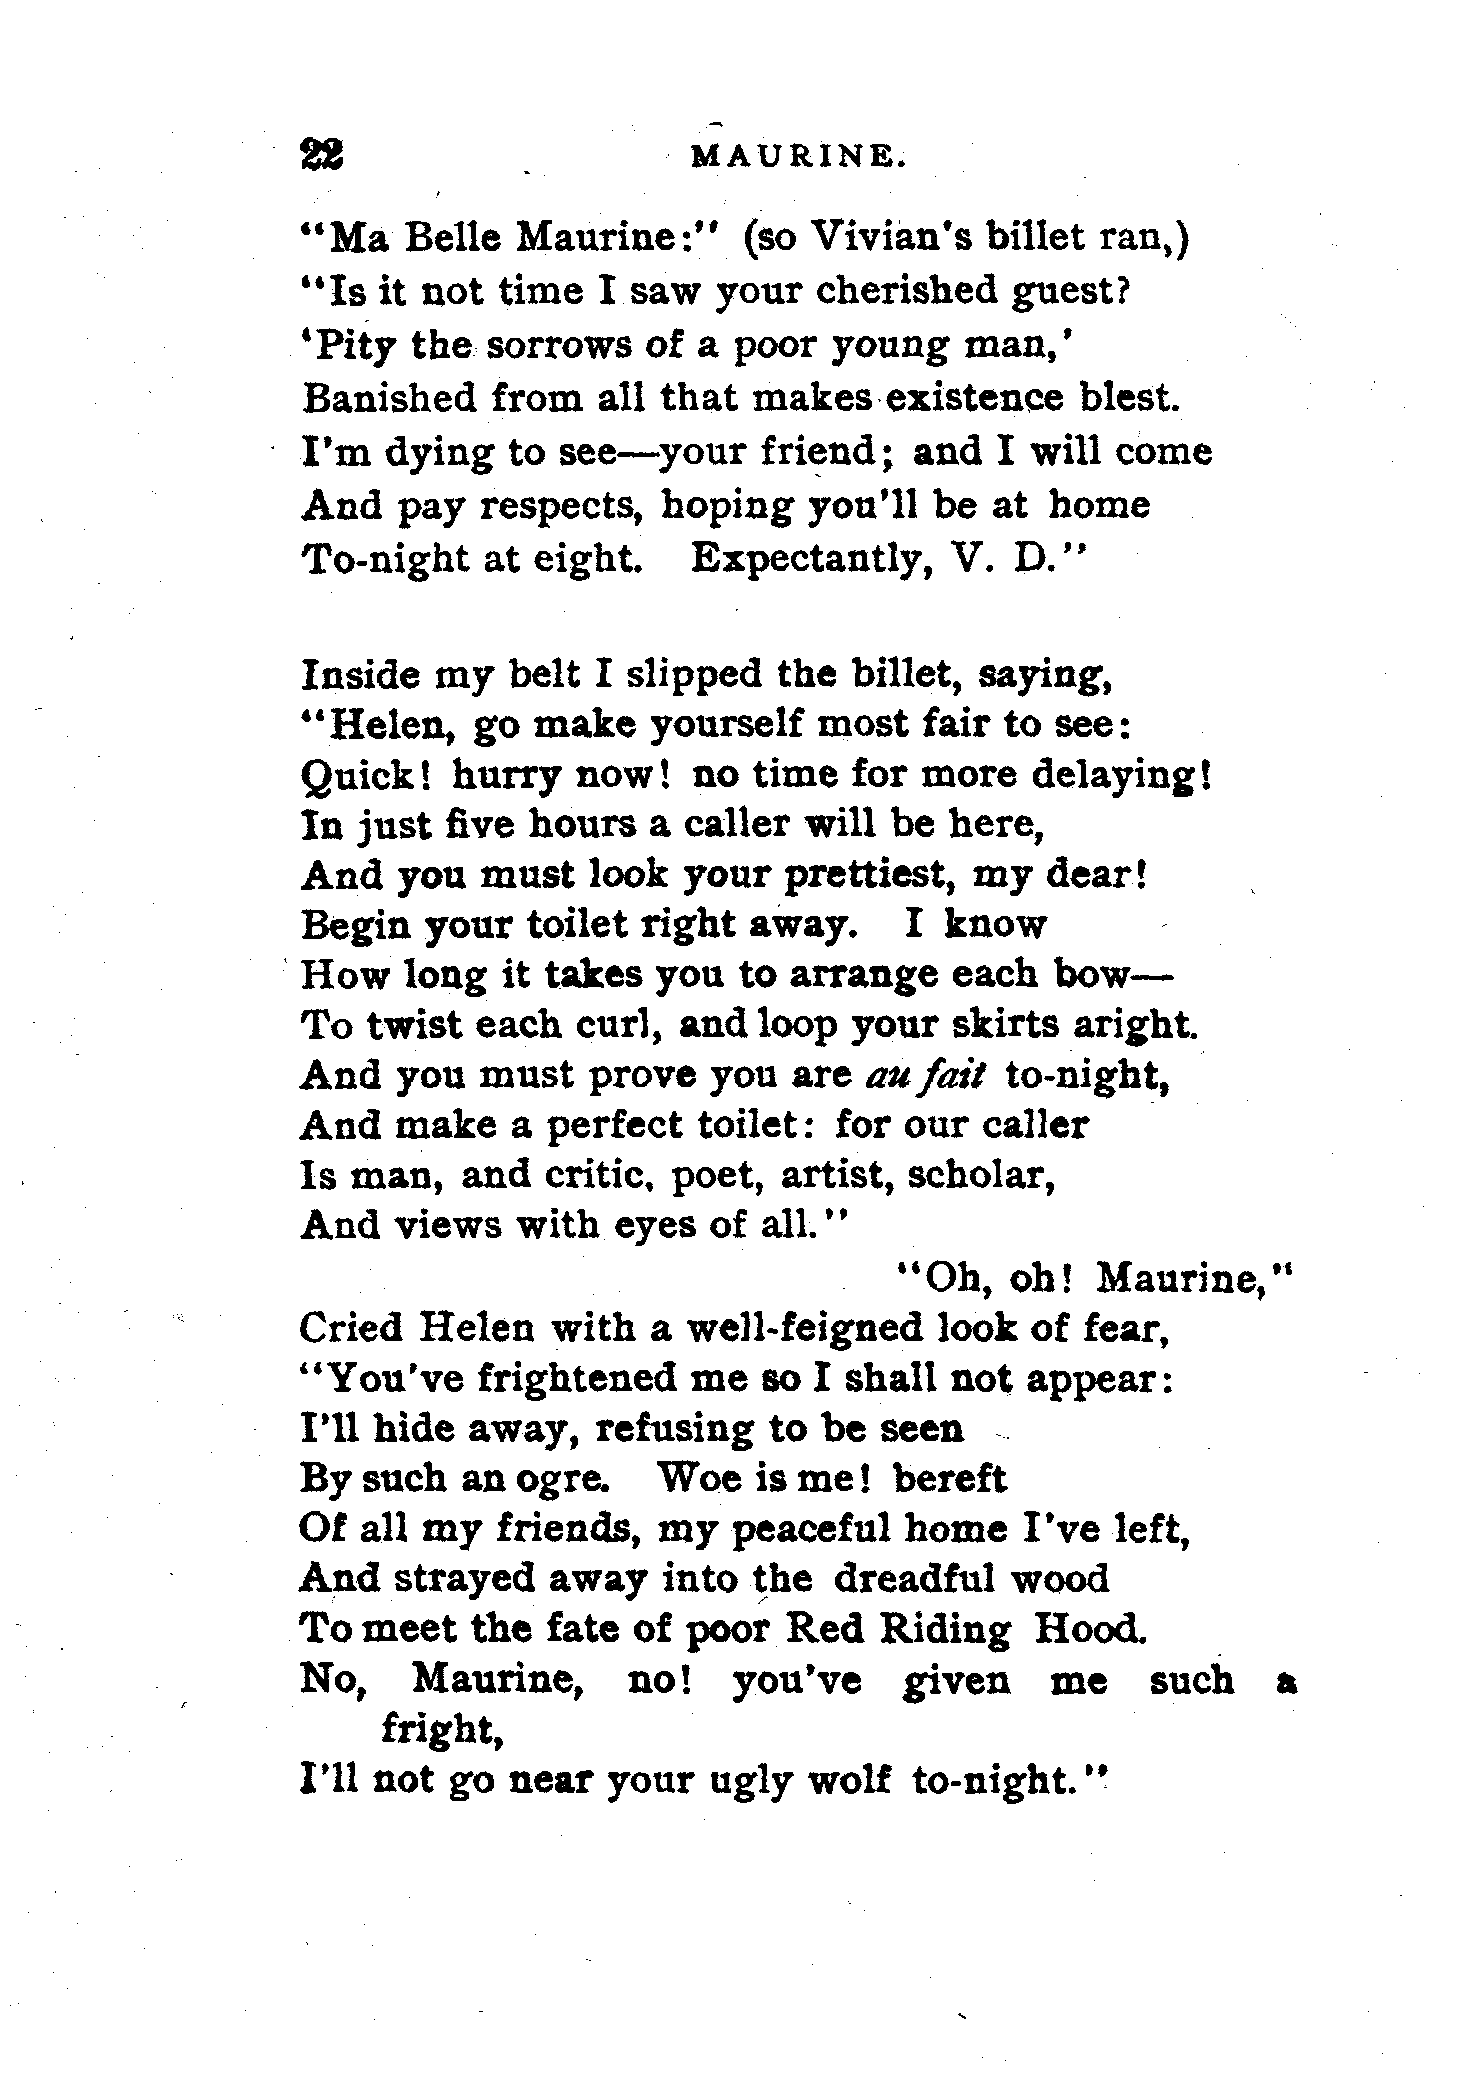 22 MAURINE.
"Ma Belle Maurine:" (so Vivian's billet ran,)
"Is it not time I saw your cherished guest?
'Pity the sorrows of a poor young man,'
Banished from all that makes existence blest.
I'm dying to see—your friend; and I will come
And pay respects, hoping you'll be at home
To-night at eight. Expectantly, V. D."
Inside my belt I slipped the billet, saying,
"Helen, go make yourself most fair to see:
Quick! hurry now! no time for more delaying!
In just five hours a caller will be here,
And you must look your prettiest, my dear!
Begin your toilet right away. I know
How long it takes you to arrange each bow—
To twist each curl, and loop your skirts aright.
And you must prove you are au fait to-night,
And make a perfect toilet: for our caller
Is man, and critic, poet, artist, scholar,
And views with eyes of all."
"Oh, oh! Maurine,"
Cried Helen with a well-feigned look of fear,
"You've frightened me so I shall not appear:
I'll hide away, refusing to be seen
By such an ogre. Woe is me! bereft
Of all my friends, my peaceful home I've left,
And strayed away into the dreadful wood
To meet the fate of poor Red Riding Hood.
No, Maurine, no! you've given me such a
fright,
I'll not go near your ugly wolf to-night."